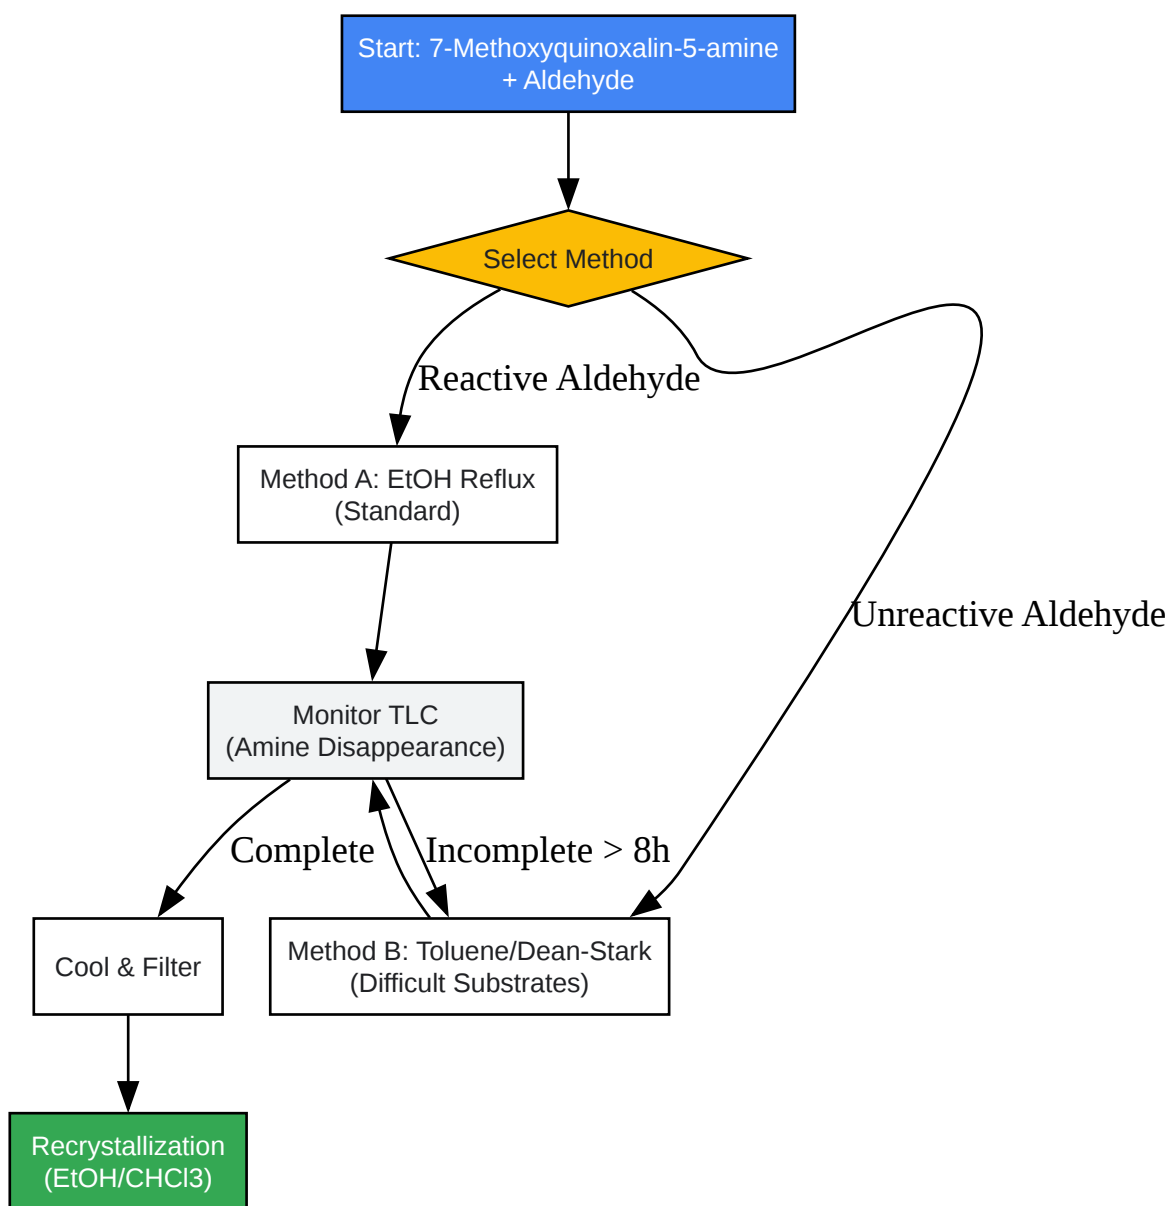 Start: 7-Methoxyquinoxalin-5-amine
+ Aldehyde
Select Method
Reactive Aldehyde
Method A: EtOH Reflux
(Standard)
Unreactive Aldehyde
Monitor TLC
(Amine Disappearance)
Complete
Incomplete > 8h
Cool & Filter
Method B: Toluene/Dean-Stark
(Difficult Substrates)
Recrystallization
(EtOH/CHCl3)